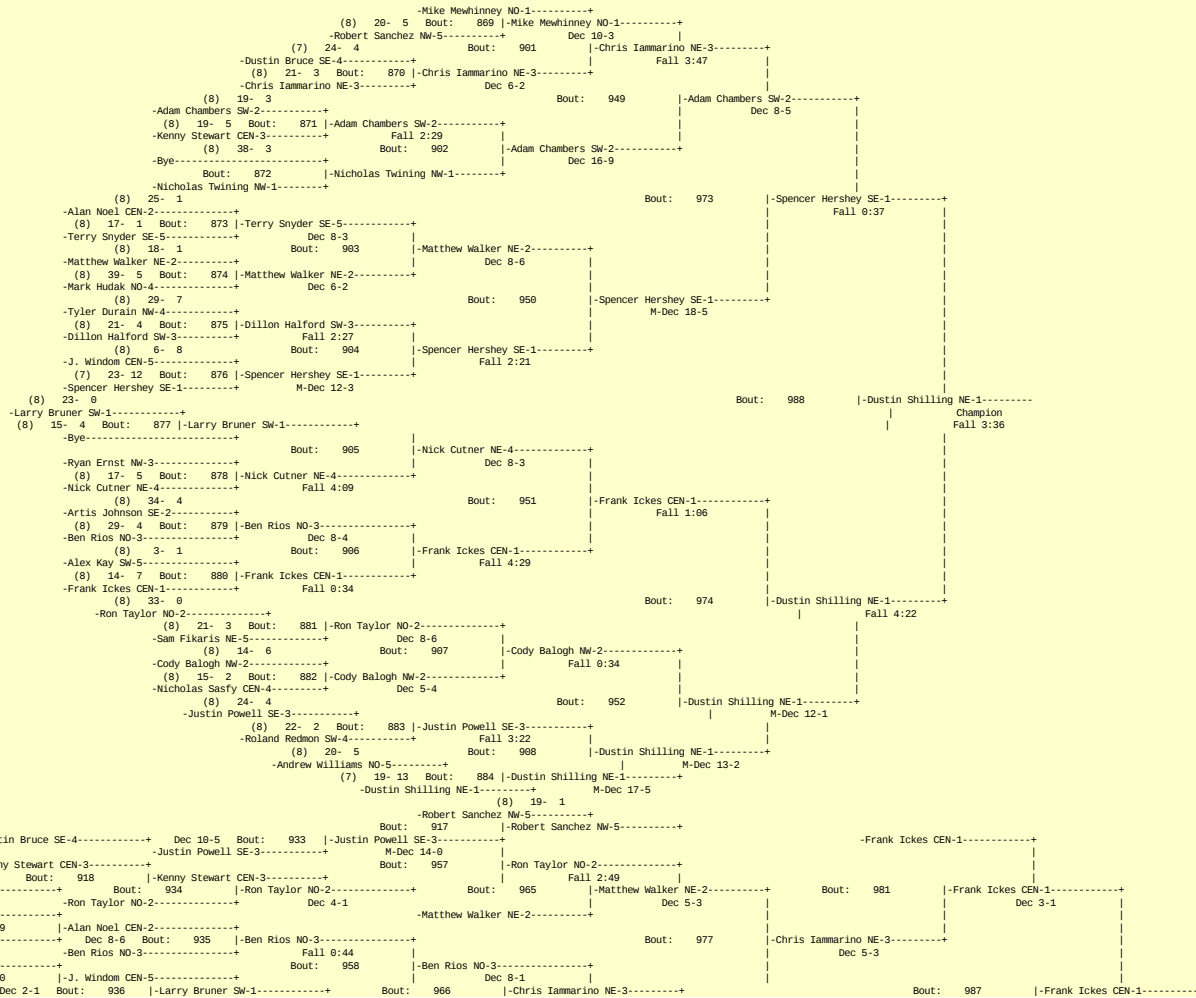 -Mike Mewhinney NO-1----------+
(8) 20- 5 Bout: 869 |-Mike Mewhinney NO-1----------+
-Robert Sanchez NW-5----------+ Dec 10-3 |
(7) 24- 4 Bout: 901 |-Chris Iammarino NE-3---------+
-Dustin Bruce SE-4------------+ | Fall 3:47 |
(8) 21- 3 Bout: 870 |-Chris Iammarino NE-3---------+ |
-Chris Iammarino NE-3---------+ Dec 6-2 |
(8) 19- 3 Bout: 949 |-Adam Chambers SW-2-----------+
-Adam Chambers SW-2-----------+ | Dec 8-5 |
(8) 19- 5 Bout: 871 |-Adam Chambers SW-2-----------+ | |
-Kenny Stewart CEN-3----------+ Fall 2:29 | | |
(8) 38- 3 Bout: 902 |-Adam Chambers SW-2-----------+ |
-Bye--------------------------+ | Dec 16-9 |
Bout: 872 |-Nicholas Twining NW-1--------+ |
-Nicholas Twining NW-1--------+ |
(8) 25- 1 Bout: 973 |-Spencer Hershey SE-1---------+
-Alan Noel CEN-2--------------+ | Fall 0:37 |
(8) 17- 1 Bout: 873 |-Terry Snyder SE-5------------+ | |
-Terry Snyder SE-5------------+ Dec 8-3 | | |
(8) 18- 1 Bout: 903 |-Matthew Walker NE-2----------+ | |
-Matthew Walker NE-2----------+ | Dec 8-6 | | |
(8) 39- 5 Bout: 874 |-Matthew Walker NE-2----------+ | | |
-Mark Hudak NO-4--------------+ Dec 6-2 | | |
(8) 29- 7 Bout: 950 |-Spencer Hershey SE-1---------+ |
-Tyler Durain NW-4------------+ | M-Dec 18-5 |
(8) 21- 4 Bout: 875 |-Dillon Halford SW-3----------+ | |
-Dillon Halford SW-3----------+ Fall 2:27 | | |
(8) 6- 8 Bout: 904 |-Spencer Hershey SE-1---------+ |
-J. Windom CEN-5--------------+ | Fall 2:21 |
(7) 23- 12 Bout: 876 |-Spencer Hershey SE-1---------+ |
-Spencer Hershey SE-1---------+ M-Dec 12-3 |
(8) 23- 0 Bout: 988 |-Dustin Shilling NE-1---------
-Larry Bruner SW-1------------+ | Champion
(8) 15- 4 Bout: 877 |-Larry Bruner SW-1------------+ | Fall 3:36
-Bye--------------------------+ | |
Bout: 905 |-Nick Cutner NE-4-------------+ |
-Ryan Ernst NW-3--------------+ | Dec 8-3 | |
(8) 17- 5 Bout: 878 |-Nick Cutner NE-4-------------+ | |
-Nick Cutner NE-4-------------+ Fall 4:09 | |
(8) 34- 4 Bout: 951 |-Frank Ickes CEN-1------------+ |
-Artis Johnson SE-2-----------+ | Fall 1:06 | |
(8) 29- 4 Bout: 879 |-Ben Rios NO-3----------------+ | | |
-Ben Rios NO-3----------------+ Dec 8-4 | | | |
(8) 3- 1 Bout: 906 |-Frank Ickes CEN-1------------+ | |
-Alex Kay SW-5----------------+ | Fall 4:29 | |
(8) 14- 7 Bout: 880 |-Frank Ickes CEN-1------------+ | |
-Frank Ickes CEN-1------------+ Fall 0:34 | |
(8) 33- 0 Bout: 974 |-Dustin Shilling NE-1---------+
-Ron Taylor NO-2--------------+ | Fall 4:22
(8) 21- 3 Bout: 881 |-Ron Taylor NO-2--------------+ |
-Sam Fikaris NE-5-------------+ Dec 8-6 | |
(8) 14- 6 Bout: 907 |-Cody Balogh NW-2-------------+ |
-Cody Balogh NW-2-------------+ | Fall 0:34 | |
(8) 15- 2 Bout: 882 |-Cody Balogh NW-2-------------+ | |
-Nicholas Sasfy CEN-4---------+ Dec 5-4 | |
(8) 24- 4 Bout: 952 |-Dustin Shilling NE-1---------+
-Justin Powell SE-3-----------+ | M-Dec 12-1
(8) 22- 2 Bout: 883 |-Justin Powell SE-3-----------+ |
-Roland Redmon SW-4-----------+ Fall 3:22 | |
(8) 20- 5 Bout: 908 |-Dustin Shilling NE-1---------+
-Andrew Williams NO-5---------+ | M-Dec 13-2
(7) 19- 13 Bout: 884 |-Dustin Shilling NE-1---------+
-Dustin Shilling NE-1---------+ M-Dec 17-5
(8) 19- 1
-Robert Sanchez NW-5----------+
Bout: 917 |-Robert Sanchez NW-5----------+
tin Bruce SE-4-----------+ Dec 10-5 Bout: 933 |-Justin Powell SE-3-----------+ -Frank Ickes CEN-1------------+
-Justin Powell SE-3-----------+ M-Dec 14-0 | |
ny Stewart CEN-3----------+ Bout: 957 |-Ron Taylor NO-2--------------+ |
Bout: 918 |-Kenny Stewart CEN-3----------+ | Fall 2:49 | |
----------+ Bout: 934 |-Ron Taylor NO-2--------------+ Bout: 965 |-Matthew Walker NE-2----------+ Bout: 981 |-Frank Ickes CEN-1------------+
-Ron Taylor NO-2--------------+ Dec 4-1 | Dec 5-3 | | Dec 3-1 |
----------+ -Matthew Walker NE-2----------+ | | |
9 |-Alan Noel CEN-2--------------+ | | |
----------+ Dec 8-6 Bout: 935 |-Ben Rios NO-3----------------+ Bout: 977 |-Chris Iammarino NE-3---------+ |
-Ben Rios NO-3----------------+ Fall 0:44 | | Dec 5-3 |
----------+ Bout: 958 |-Ben Rios NO-3----------------+ | |
0 |-J. Windom CEN-5--------------+ | Dec 8-1 | | |
Dec 2-1 Bout: 936 |-Larry Bruner SW-1------------+ Bout: 966 |-Chris Iammarino NE-3---------+ Bout: 987 |-Frank Ickes CEN-1---------